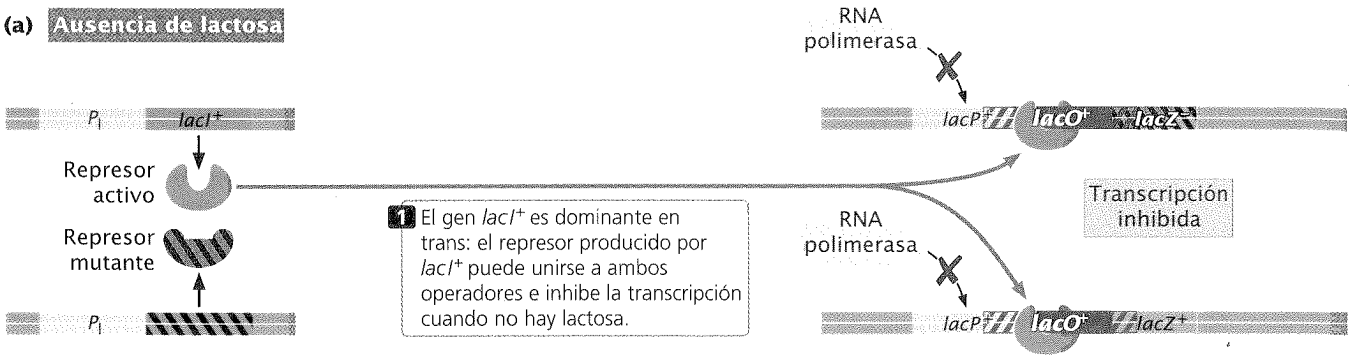 (a) Ausencia de lactosa
P_I lacI⁺
Represor
activo
Represor
mutante
P_I
1 El gen lacI⁺ es dominante en
trans: el represor producido por
lacI⁺ puede unirse a ambos
operadores e inhibe la transcripción
cuando no hay lactosa.
RNA
polimerasa
lacP⁺ lacO⁺ lacZ⁻
Transcripción
inhibida
RNA
polimerasa
lacP⁺ lacO⁺ lacZ⁺